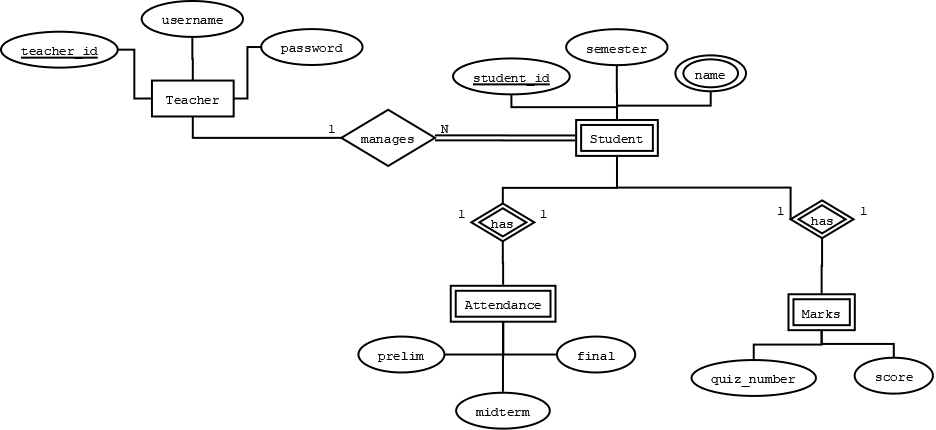 username
teacher_id
password
semester
student_id
name
Teacher
1
manages
N
Student
1
has
1
1
has
1
Attendance
Marks
prelim
final
midterm
quiz_number
score